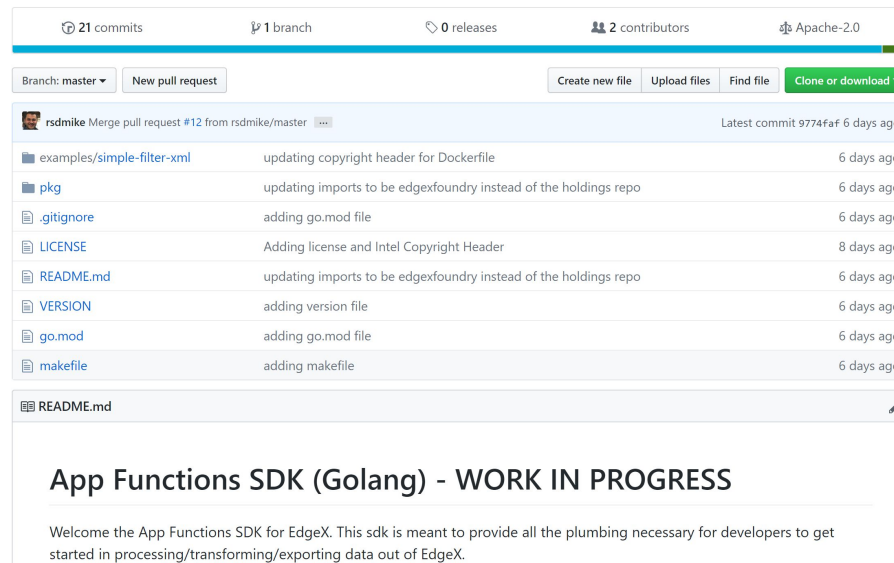 21 commits 1 branch 0 releases 2 contributors Apache-2.0
Branch: master New pull request Create new file Upload files Find file Clone or download
rsdmike Merge pull request #12 from rsdmike/master ... Latest commit 9774faf 6 days ag
examples/simple-filter-xml updating copyright header for Dockerfile 6 days ag
pkg updating imports to be edgexfoundry instead of the holdings repo 6 days ag
.gitignore adding go.mod file 6 days ag
LICENSE Adding license and Intel Copyright Header 8 days ag
README.md updating imports to be edgexfoundry instead of the holdings repo 6 days ag
VERSION adding version file 6 days ag
go.mod adding go.mod file 6 days ag
makefile adding makefile 6 days ag
README.md
App Functions SDK (Golang) - WORK IN PROGRESS
Welcome the App Functions SDK for EdgeX. This sdk is meant to provide all the plumbing necessary for developers to get
started in processing/transforming/exporting data out of EdgeX.